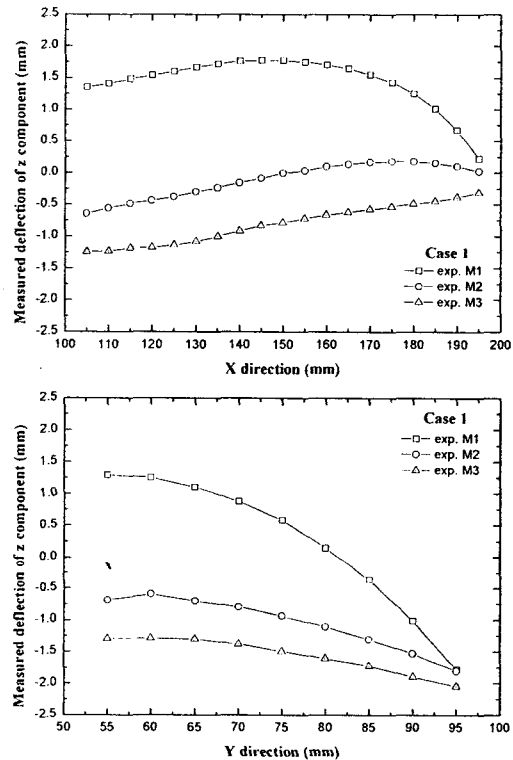 2.5
2.0
1.5
1.0
0.5
0.0
-0.5
-1.0
-1.5
-2.0
-2.5
Measured deflection of z component (mm)
Case 1
exp. M1
exp. M2
exp. M3
100 110 120 130 140 150 160 170 180 190 200
X direction (mm)
2.5
2.0
1.5
1.0
0.5
0.0
-0.5
-1.0
-1.5
-2.0
-2.5
Measured deflection of z component (mm)
Case 1
exp. M1
exp. M2
exp. M3
50 55 60 65 70 75 80 85 90 95 100
Y direction (mm)